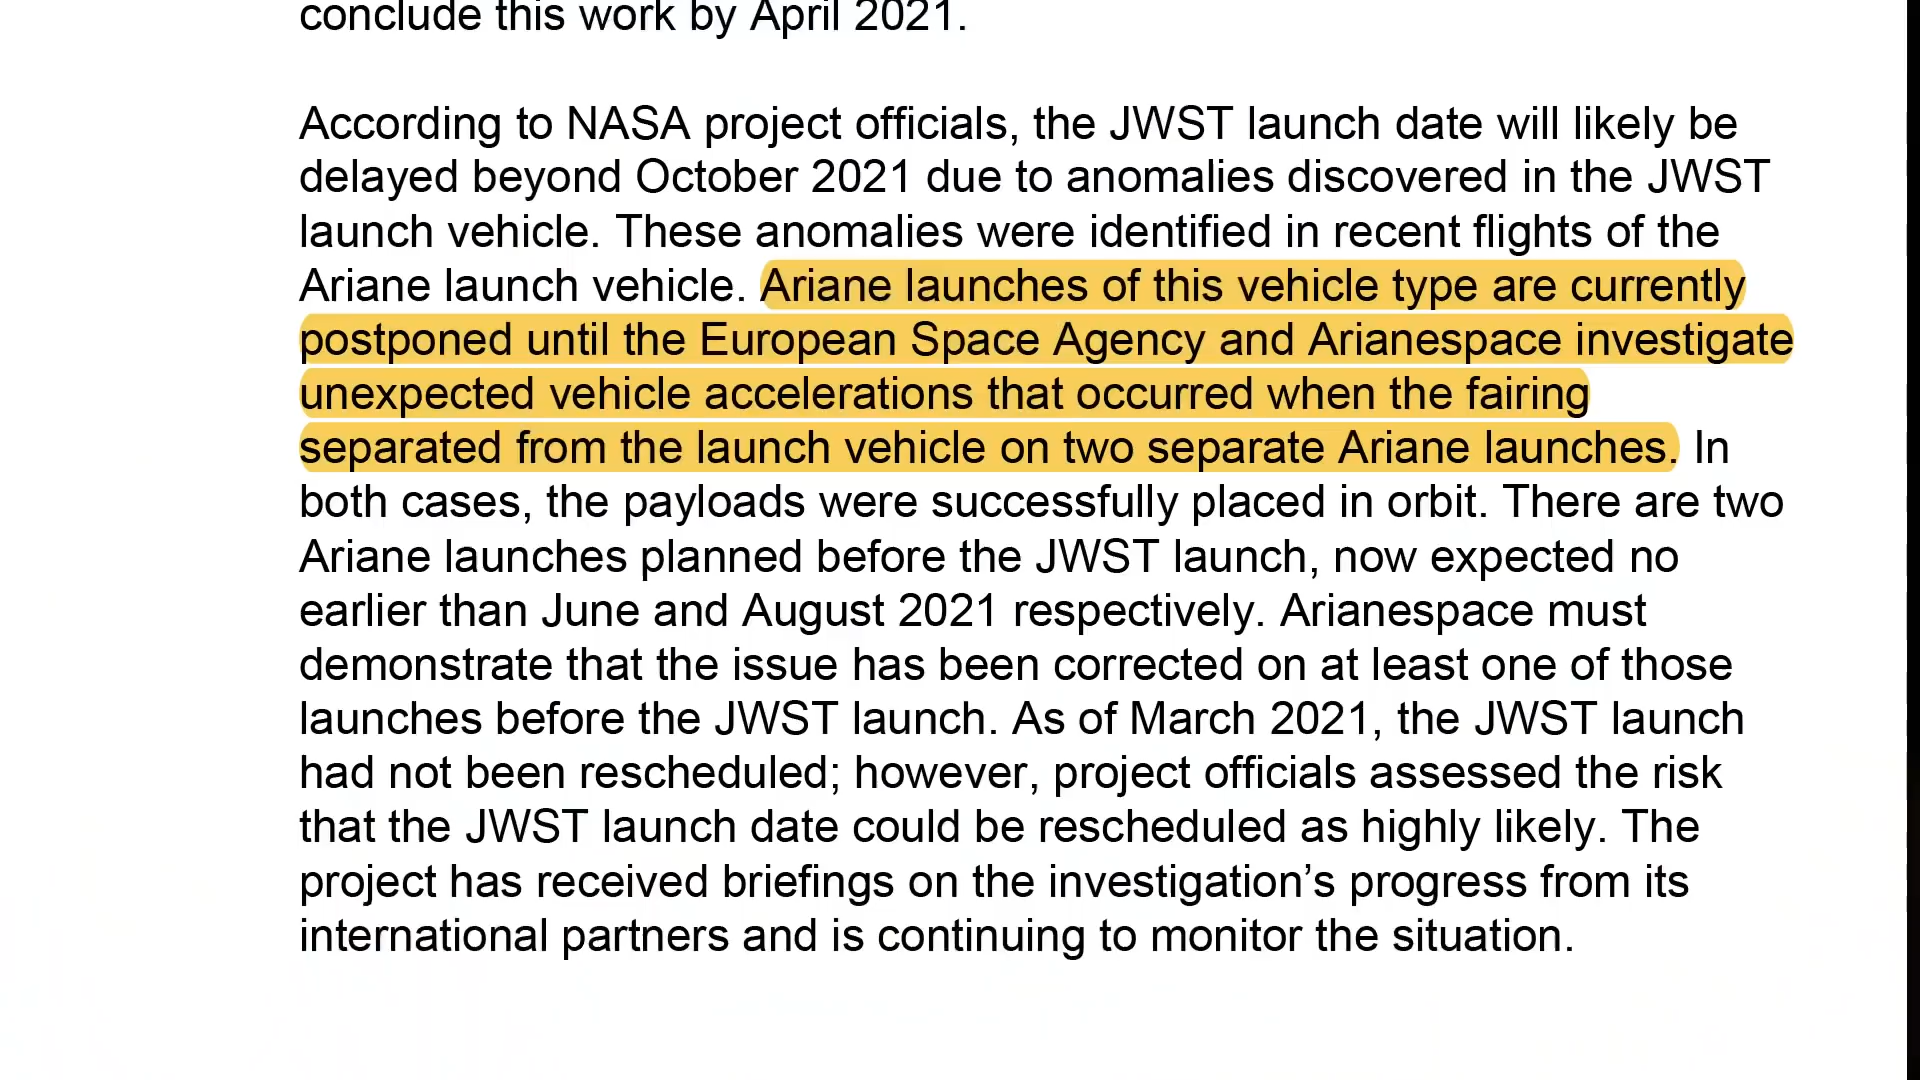 conclude this work by April 2021.
According to NASA project officials, the JWST launch date will likely be
delayed beyond October 2021 due to anomalies discovered in the JWST
launch vehicle. These anomalies were identified in recent flights of the
Ariane launch vehicle. Ariane launches of this vehicle type are currently
postponed until the European Space Agency and Arianespace investigate
unexpected vehicle accelerations that occurred when the fairing
separated from the launch vehicle on two separate Ariane launches. In
both cases, the payloads were successfully placed in orbit. There are two
Ariane launches planned before the JWST launch, now expected no
earlier than June and August 2021 respectively. Arianespace must
demonstrate that the issue has been corrected on at least one of those
launches before the JWST launch. As of March 2021, the JWST launch
had not been rescheduled; however, project officials assessed the risk
that the JWST launch date could be rescheduled as highly likely. The
project has received briefings on the investigation’s progress from its
international partners and is continuing to monitor the situation.